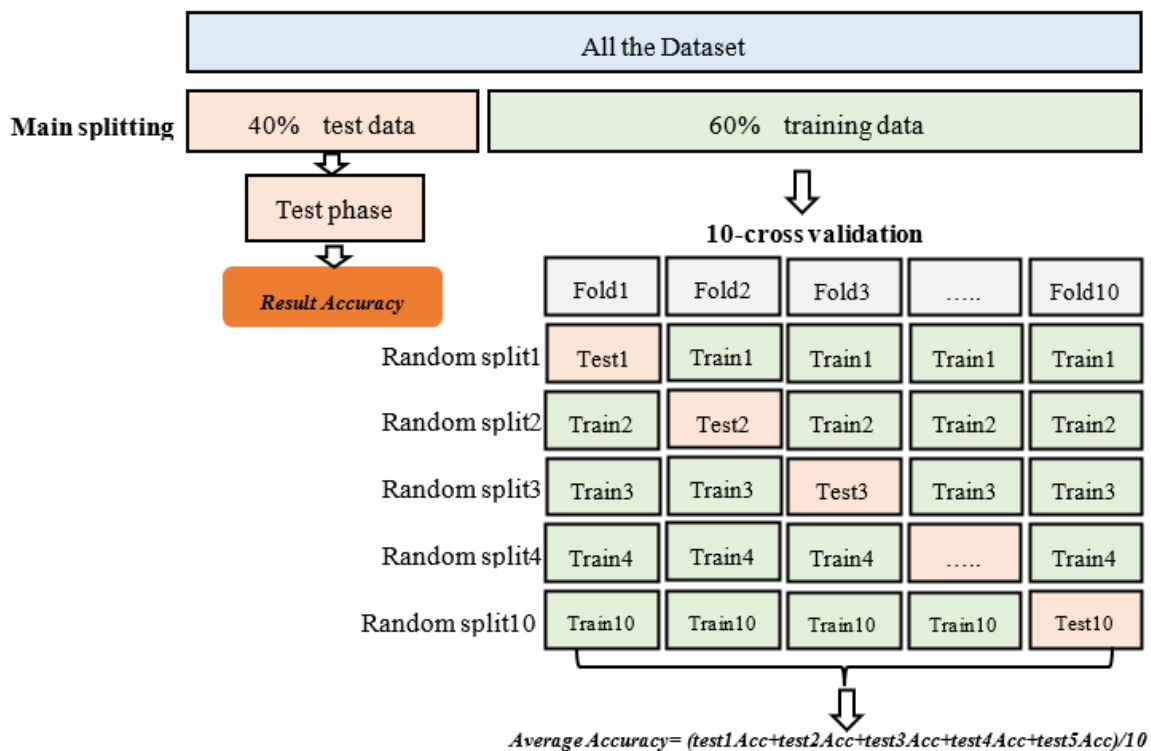 All the Dataset
Main splitting
40% test data
60% training data
Test phase
Result Accuracy
10-cross validation
Fold1 Fold2 Fold3 ..... Fold10
Random split1 Test1 Train1 Train1 Train1 Train1
Random split2 Train2 Test2 Train2 Train2 Train2
Random split3 Train3 Train3 Test3 Train3 Train3
Random split4 Train4 Train4 Train4 ..... Train4
Random split10 Train10 Train10 Train10 Train10 Test10
Average Accuracy= (test1Acc+test2Acc+test3Acc+test4Acc+test5Acc)/10